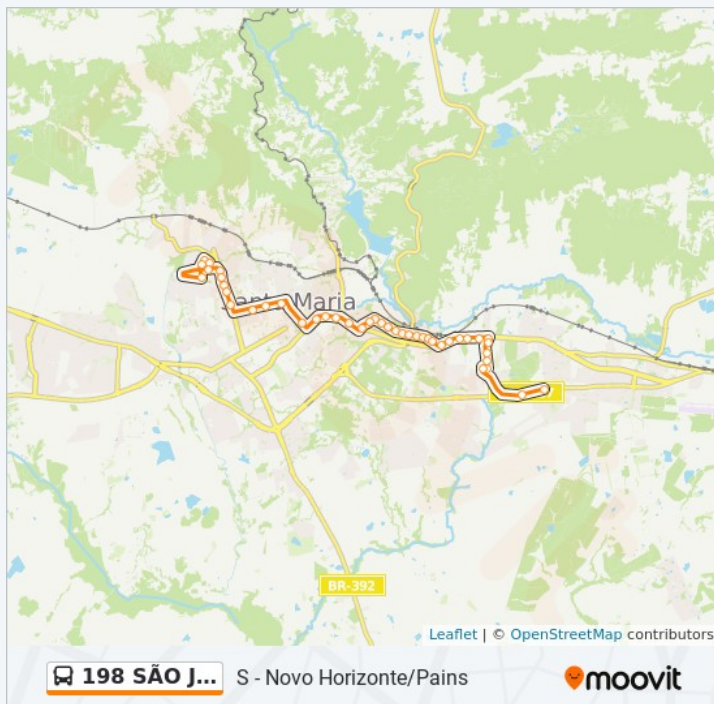 Santa Maria
BR-392
Leaflet | © OpenStreetMap contributors
198 SÃO J...
S - Novo Horizonte/Pains
moovit